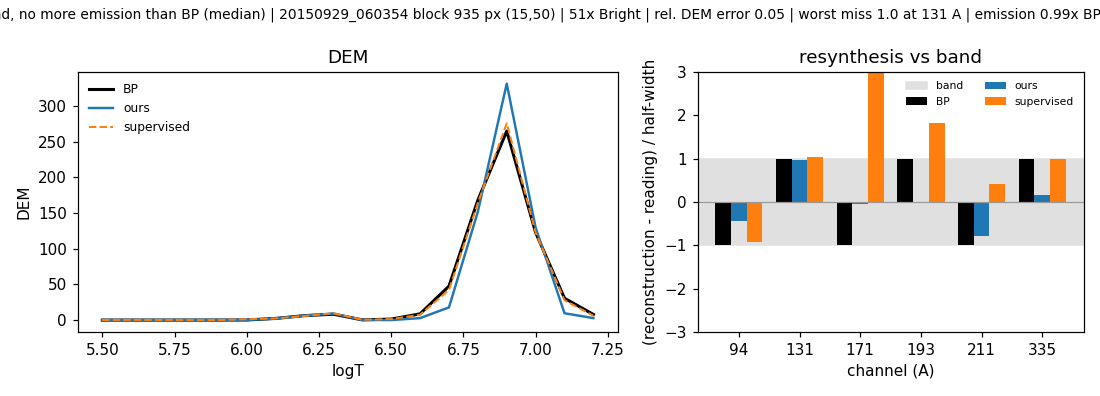 d, no more emission than BP (median) | 20150929_060354 block 935 px (15,50) | 51x Bright | rel. DEM error 0.05 | worst miss 1.0 at 131 A | emission 0.99x BP
DEM
BP
ours
supervised
DEM
300
250
200
150
100
50
0
5.50 5.75 6.00 6.25 6.50 6.75 7.00 7.25
logT
resynthesis vs band
band
BP
ours
supervised
(reconstruction - reading) / half-width
3
2
1
0
−1
−2
−3
94 131 171 193 211 335
channel (A)